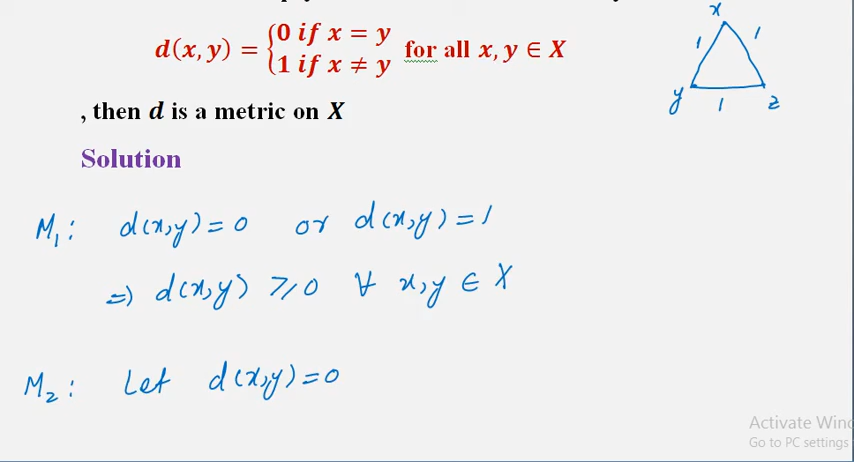 d(x, y) = {0 if x = y
1 if x ≠ y for all x, y ∈ X
, then d is a metric on X
x
1 1
y 1 z
Solution
M₁: d(x,y) = 0 or d(x,y) = 1
⇒ d(x,y) ≥ 0 ∀ x,y ∈ X
M₂: Let d(x,y) = 0
Activate Win
Go to PC settings